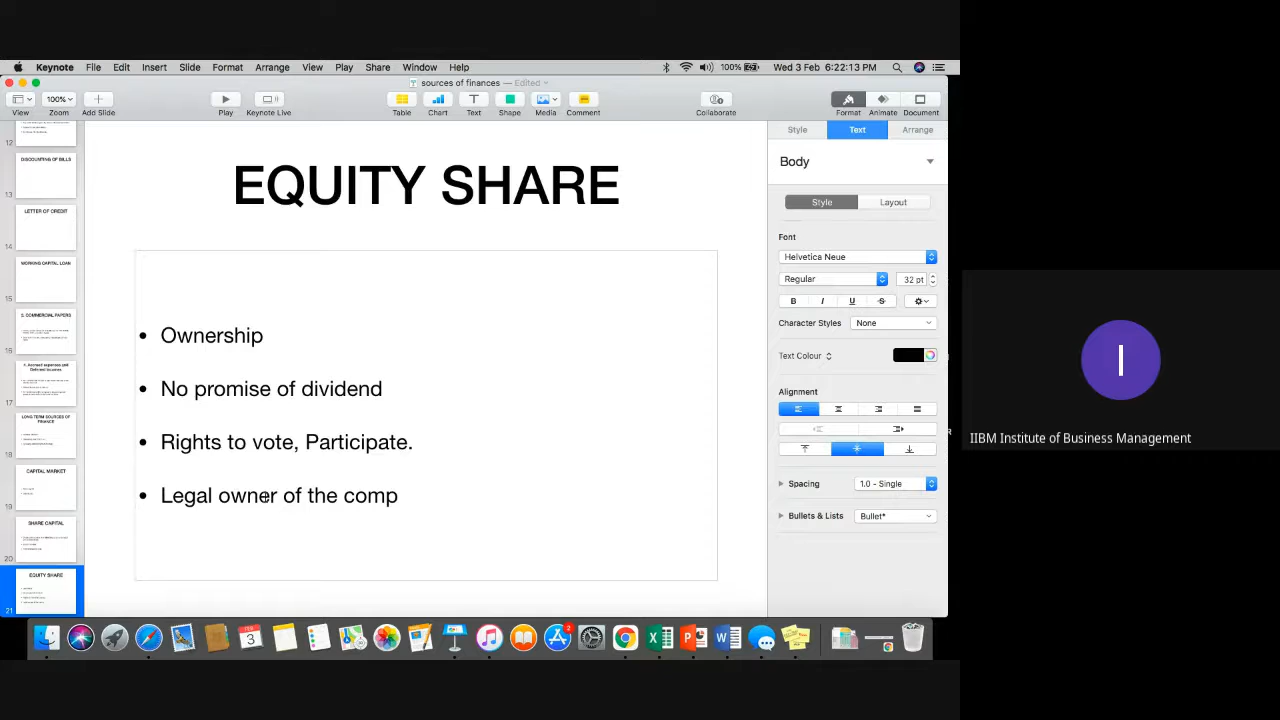 Keynote File Edit Insert Slide Format Arrange View Play Share Window Help 100% Wed 3 Feb 6:22:13 PM
sources of finances — Edited
100%
View Zoom Add Slide Play Keynote Live Table Chart Text Shape Media Comment Collaborate Format Animate Document
12
DISCOUNTING OF BILLS
13
LETTER OF CREDIT
14
WORKING CAPITAL LOAN
15
2. COMMERCIAL PAPERS
16
17
LONG TERM SOURCES OF
FINANCE
18
CAPITAL MARKET
19
SHARE CAPITAL
20
EQUITY SHARE
21
EQUITY SHARE
• Ownership
• No promise of dividend
• Rights to vote, Participate.
• Legal owner of the comp
Style Text Arrange
Body
Style Layout
Font
Helvetica Neue
Regular 32 pt
B I U S
Character Styles None
Text Colour
Alignment
Spacing 1.0 - Single
Bullets & Lists Bullet*
FEB
3
2
I
IIBM Institute of Business Management